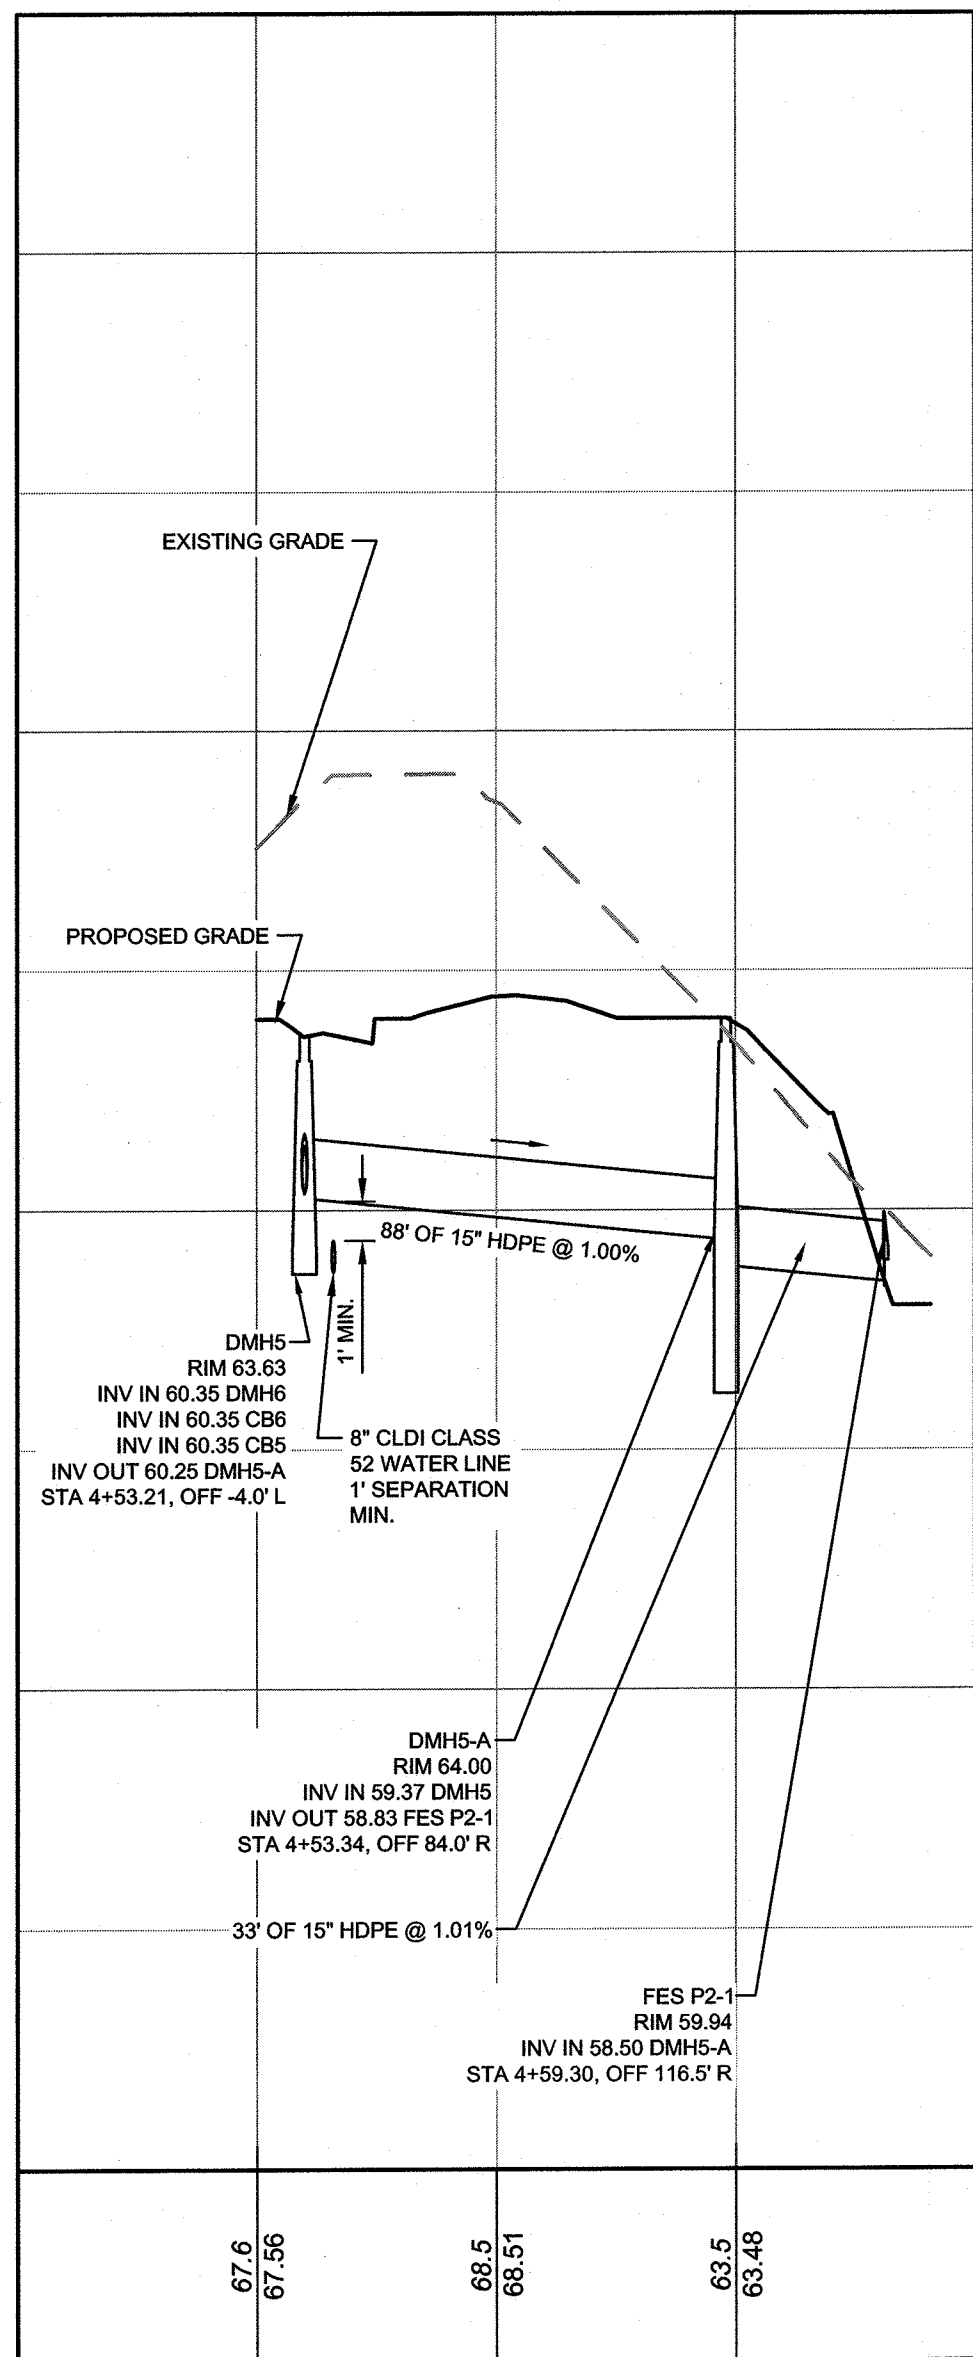 EXISTING GRADE
PROPOSED GRADE
88' OF 15" HDPE @ 1.00%
1' MIN.
DMH5
RIM 63.63
INV IN 60.35 DMH6
INV IN 60.35 CB6
INV IN 60.35 CB5
INV OUT 60.25 DMH5-A
STA 4+53.21, OFF -4.0' L
8" CLDI CLASS
52 WATER LINE
1' SEPARATION
MIN.
DMH5-A
RIM 64.00
INV IN 59.37 DMH5
INV OUT 58.83 FES P2-1
STA 4+53.34, OFF 84.0' R
33' OF 15" HDPE @ 1.01%
FES P2-1
RIM 59.94
INV IN 58.50 DMH5-A
STA 4+59.30, OFF 116.5' R
67.6
67.56
68.5
68.51
63.5
63.48